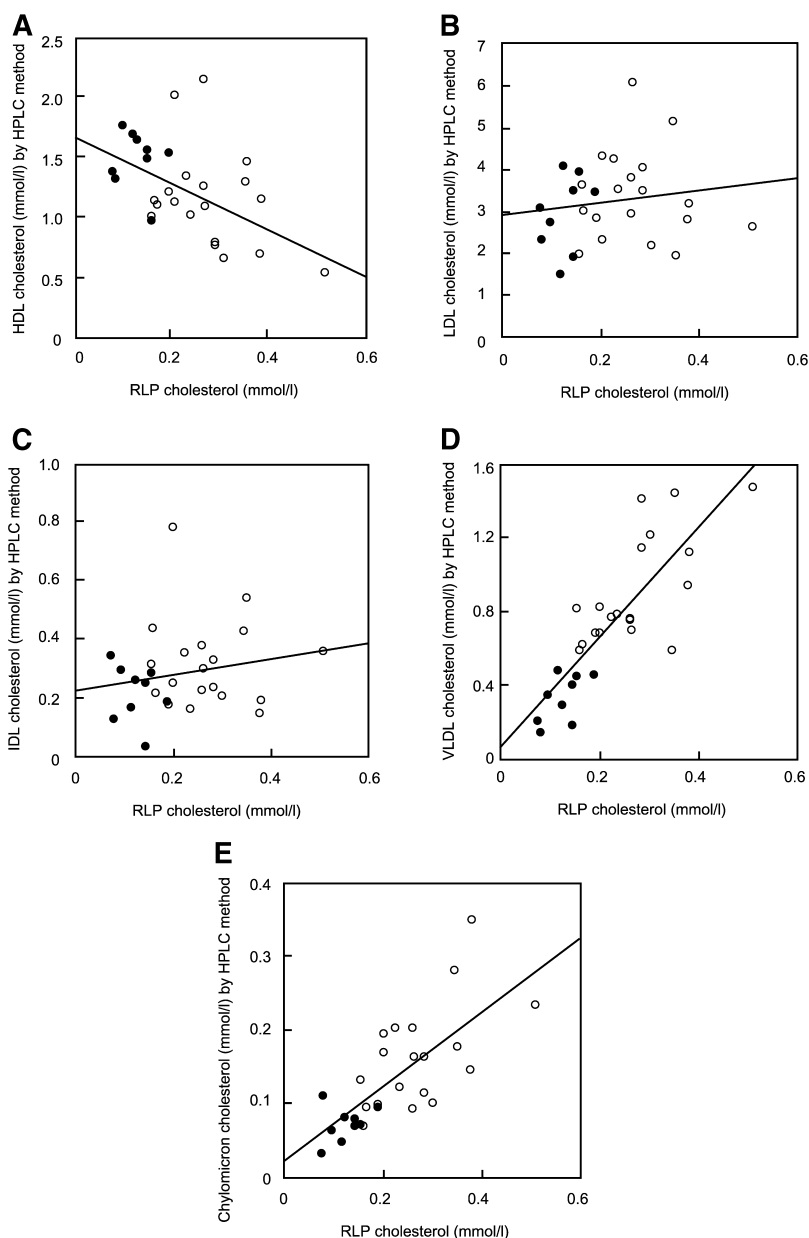 A
HDL cholesterol (mmol/l) by HPLC method
2.5
2.0
1.5
1.0
0.5
0
0 0.2 0.4 0.6
RLP cholesterol (mmol/l)
B
LDL cholesterol (mmol/l) by HPLC method
7
6
5
4
3
2
1
0
0 0.2 0.4 0.6
RLP cholesterol (mmol/l)
C
IDL cholesterol (mmol/l) by HPLC method
1.0
0.8
0.6
0.4
0.2
0
0 0.2 0.4 0.6
RLP cholesterol (mmol/l)
D
VLDL cholesterol (mmol/l) by HPLC method
1.6
1.2
0.8
0.4
0
0 0.2 0.4 0.6
RLP cholesterol (mmol/l)
E
Chylomicron cholesterol (mmol/l) by HPLC method
0.4
0.3
0.2
0.1
0
0 0.2 0.4 0.6
RLP cholesterol (mmol/l)